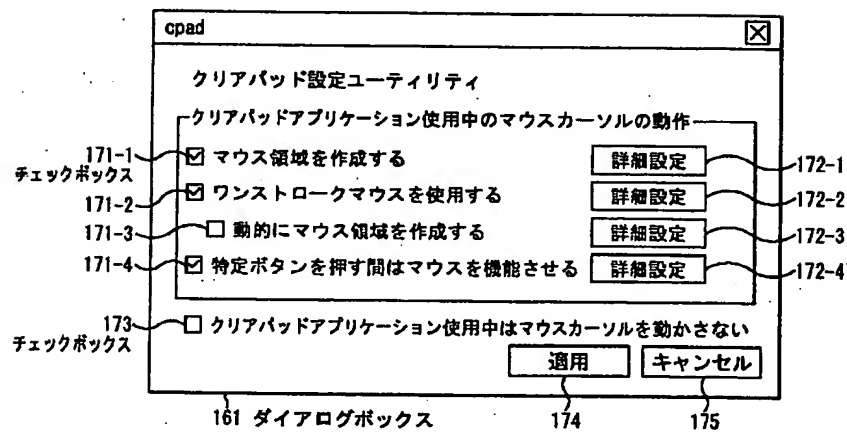 cpad
クリアパッド設定ユーティリティ
クリアパッドアプリケーション使用中のマウスカーソルの動作
171-1 チェックボックス
マウス領域を作成する 詳細設定 172-1
171-2 ワンストロークマウスを使用する 詳細設定 172-2
171-3 動的にマウス領域を作成する 詳細設定 172-3
171-4 特定ボタンを押す間はマウスを機能させる 詳細設定 172-4
173 チェックボックス
クリアパッドアプリケーション使用中はマウスカーソルを動かさない
適用 キャンセル
161 ダイアログボックス 174 175